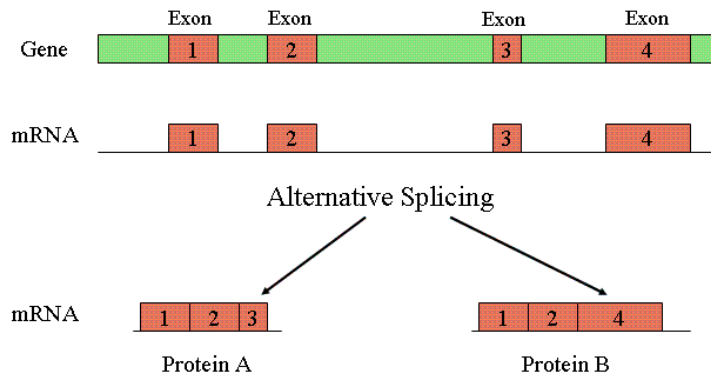 Exon Exon Exon Exon
Gene 1 2 3 4
mRNA 1 2 3 4
Alternative Splicing
mRNA 1 2 3 1 2 4
Protein A Protein B